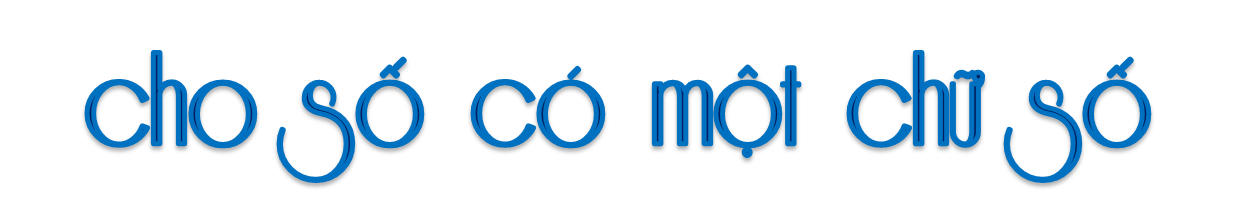 cho số có một chữ số